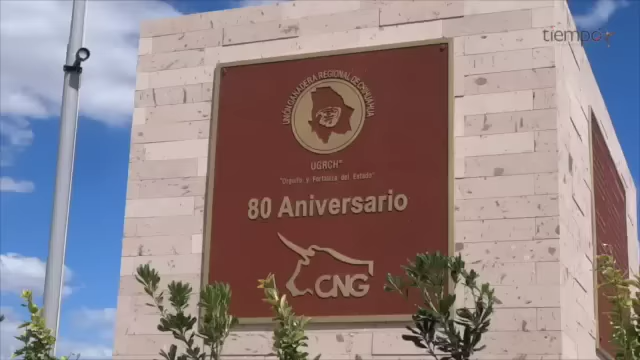 tiempo
UNIÓN GANADERA REGIONAL DE CHIHUAHUA
UGRCH
"Orgullo y Fortaleza del Estado"
80 Aniversario
CNG